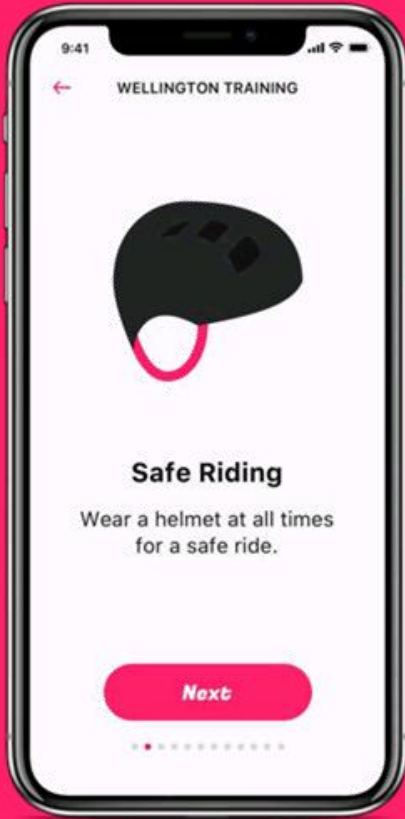 9:41
WELLINGTON TRAINING
Safe Riding
Wear a helmet at all times
for a safe ride.
Next